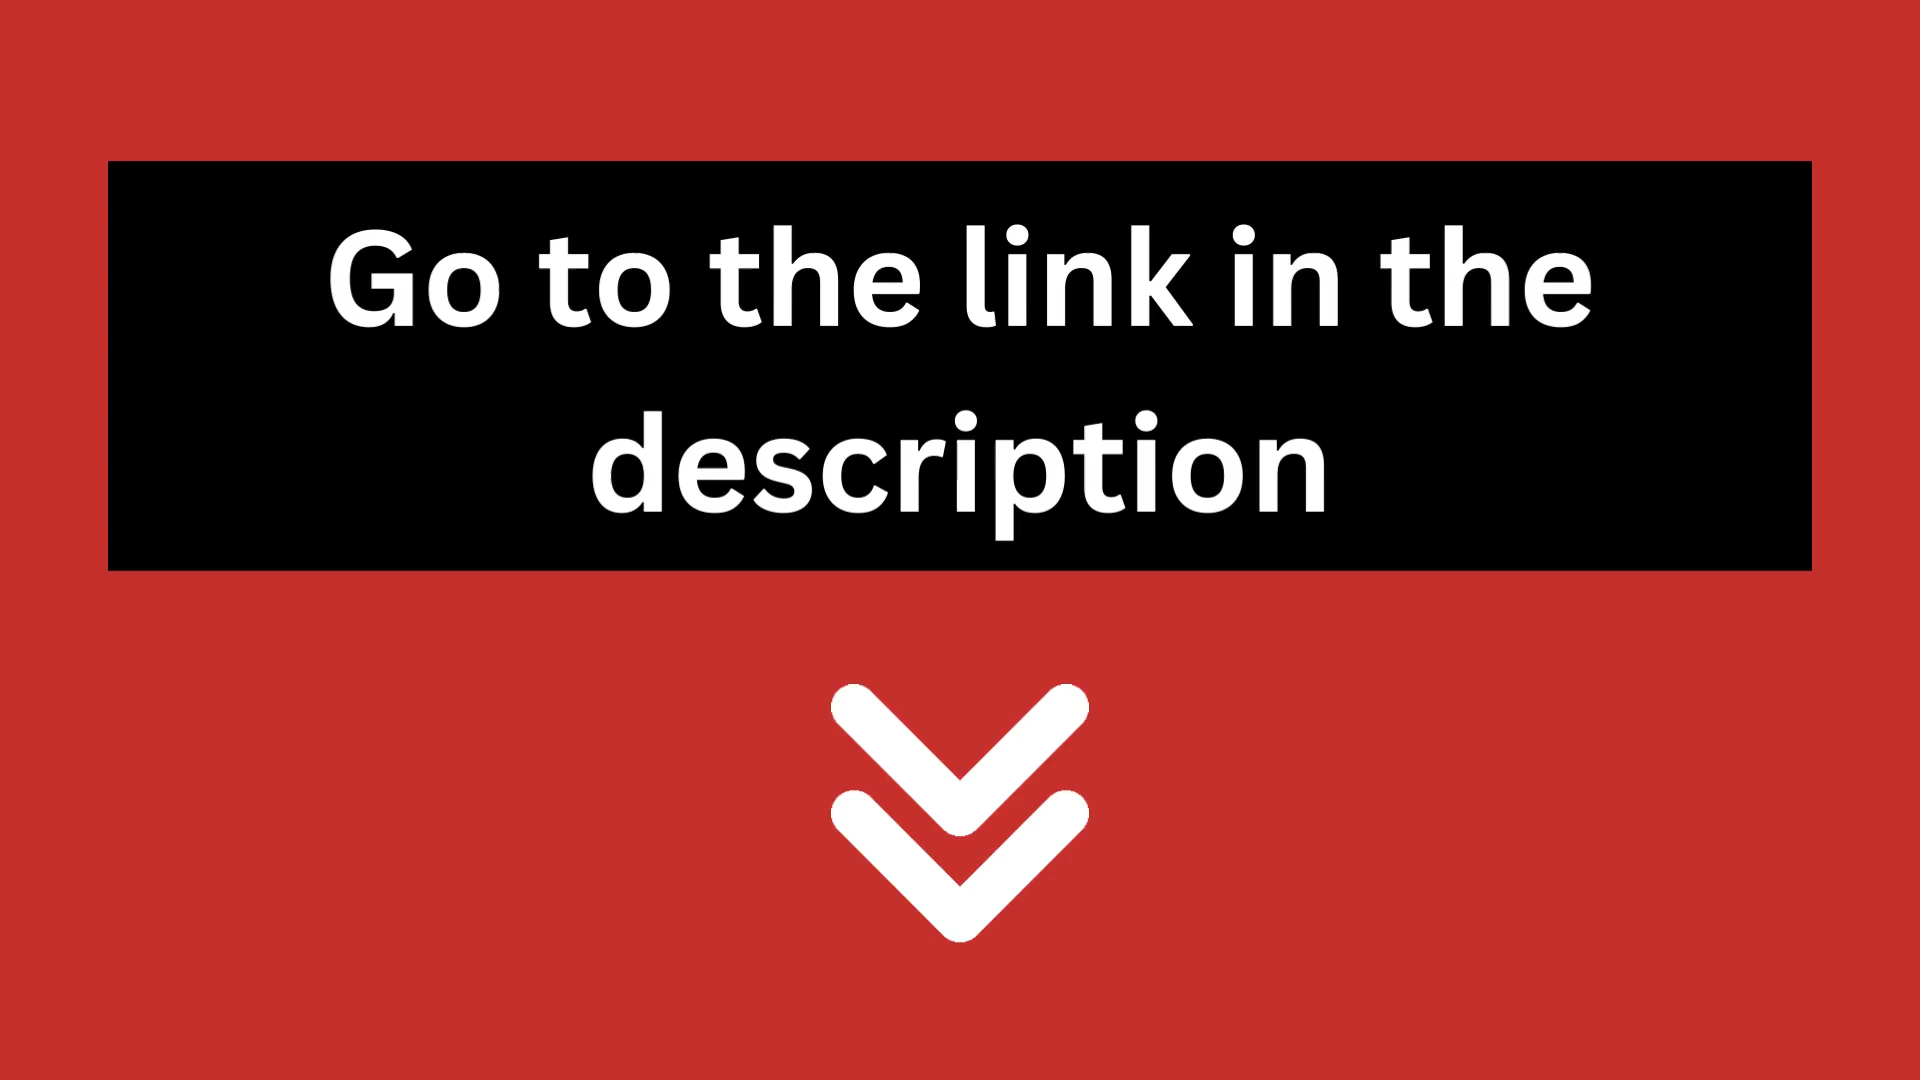 Go to the link in the
description